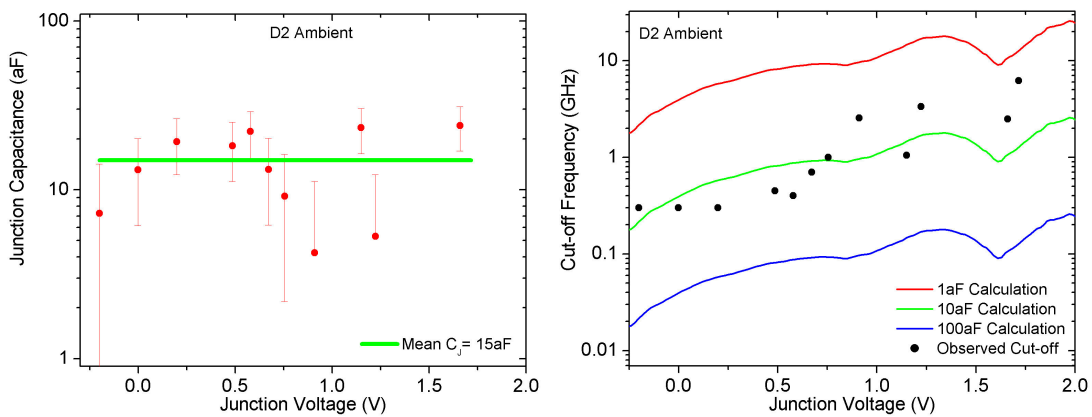 D2 Ambient
100
10
1
Junction Capacitance (aF)
Mean CJ= 15aF
0.0 0.5 1.0 1.5 2.0
Junction Voltage (V)
D2 Ambient
10
1
0.1
0.01
Cut-off Frequency (GHz)
1aF Calculation
10aF Calculation
100aF Calculation
Observed Cut-off
0.0 0.5 1.0 1.5 2.0
Junction Voltage (V)